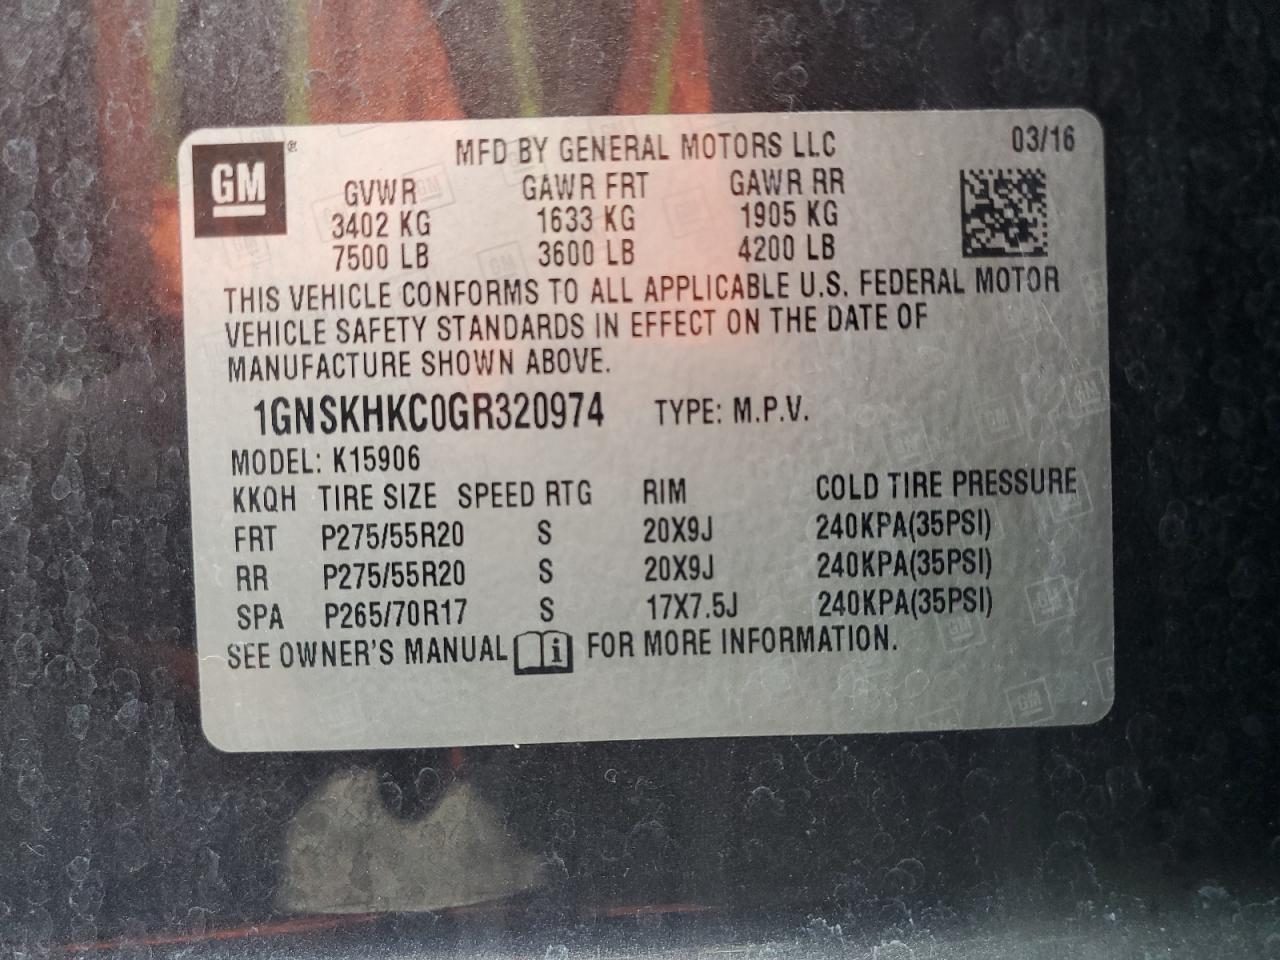 GM® MFD BY GENERAL MOTORS LLC 03/16
GVWR GAWR FRT GAWR RR
3402 KG 1633 KG 1905 KG
7500 LB 3600 LB 4200 LB
THIS VEHICLE CONFORMS TO ALL APPLICABLE U.S. FEDERAL MOTOR
VEHICLE SAFETY STANDARDS IN EFFECT ON THE DATE OF
MANUFACTURE SHOWN ABOVE.
1GNSKHKC0GR320974 TYPE: M.P.V.
MODEL: K15906
KKQH TIRE SIZE SPEED RTG RIM COLD TIRE PRESSURE
FRT P275/55R20 S 20X9J 240KPA(35PSI)
RR P275/55R20 S 20X9J 240KPA(35PSI)
SPA P265/70R17 S 17X7.5J 240KPA(35PSI)
SEE OWNER'S MANUAL i FOR MORE INFORMATION.